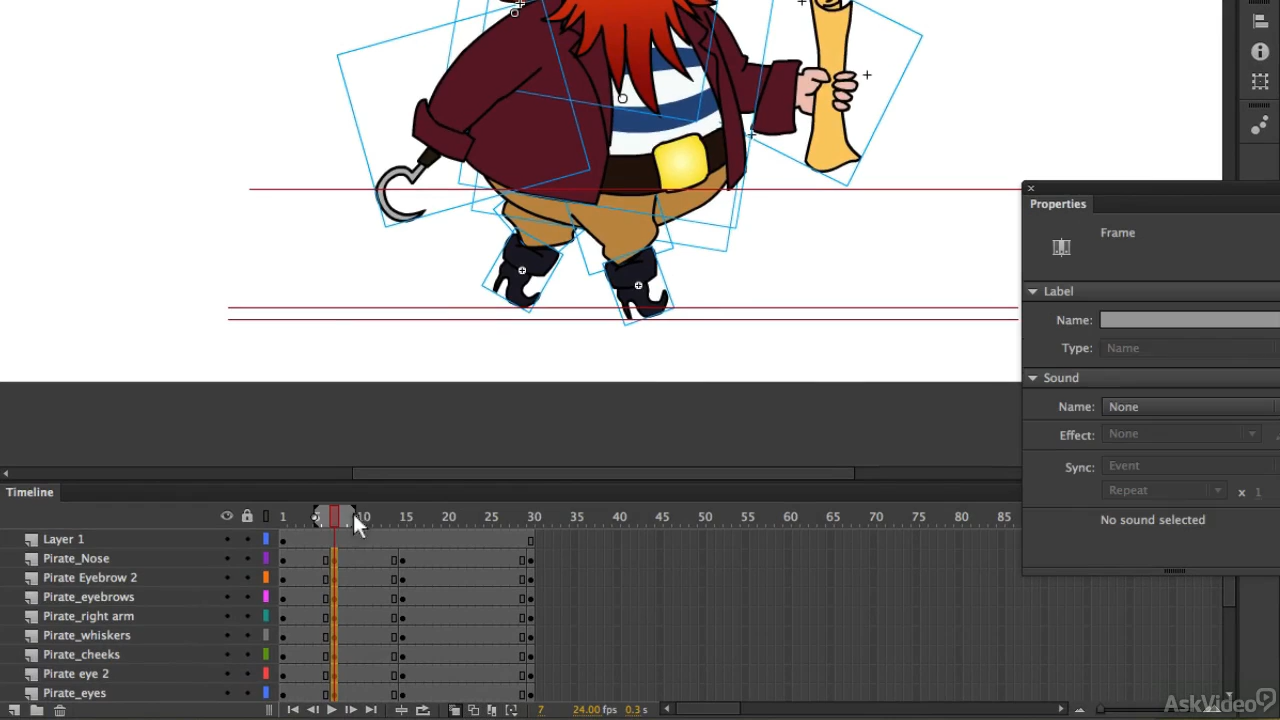 Properties
Frame
Label
Name:
Type: Name
Sound
Name: None
Effect: None
Sync: Event
Repeat x 1
No sound selected
Timeline
1 5 10 15 20 25 30 35 40 45 50 55 60 65 70 75 80 85
Layer 1
Pirate_Nose
Pirate Eyebrow 2
Pirate_eyebrows
Pirate_right arm
Pirate_whiskers
Pirate_cheeks
Pirate eye 2
Pirate_eyes
7 24.00 fps 0.3 s
AskVideo